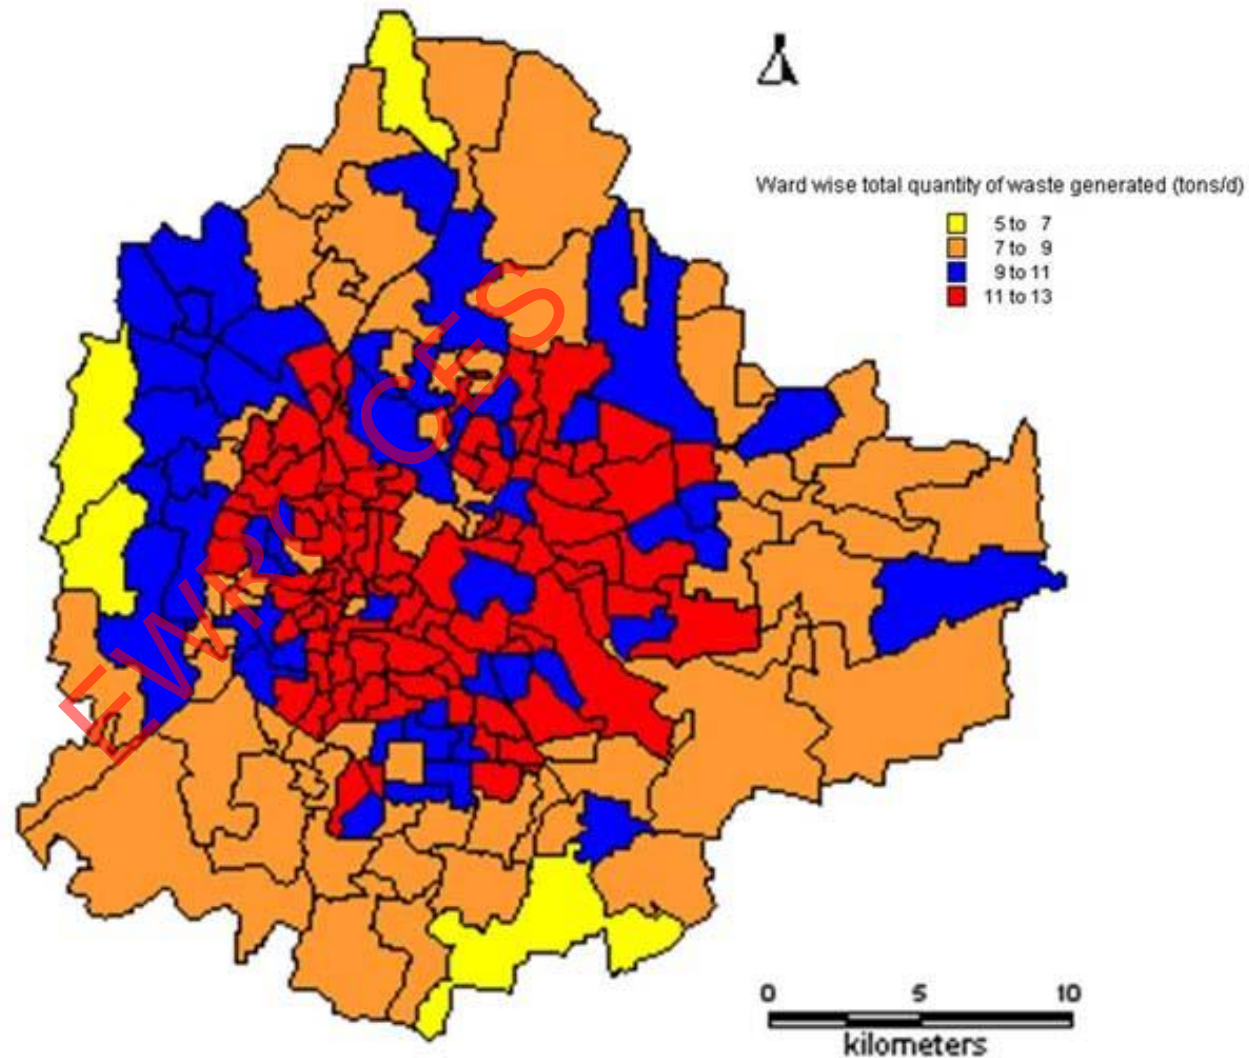 Ward wise total quantity of waste generated (tons/d)
5 to 7
7 to 9
9 to 11
11 to 13
EWRG CES
0 5 10
kilometers